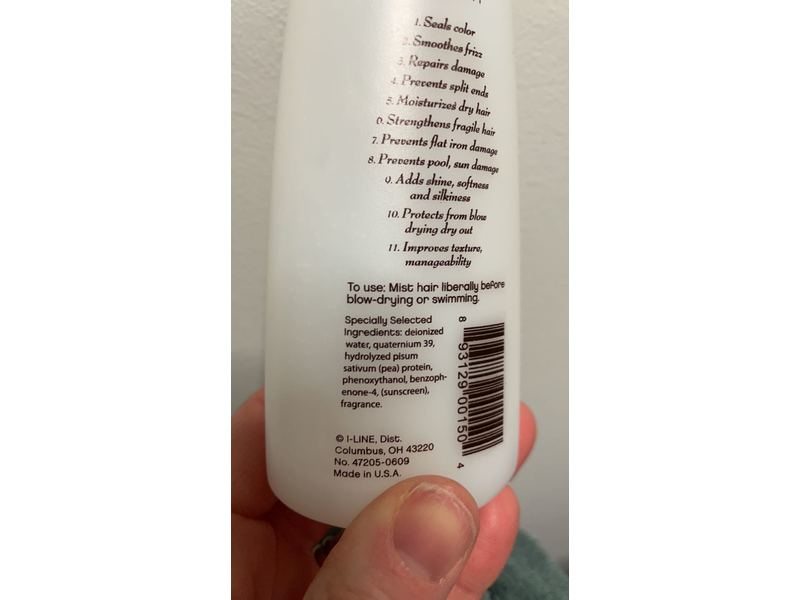 1. Seals color
2. Smoothes frizz
3. Repairs damage
4. Prevents split ends
5. Moisturizes dry hair
6. Strengthens fragile hair
7. Prevents flat iron damage
8. Prevents pool, sun damage
9. Adds shine, softness
and silkiness
10. Protects from blow
drying dry out
11. Improves texture,
manageability
To use: Mist hair liberally before
blow-drying or swimming.
Specially Selected
Ingredients: deionized
water, quaternium 39,
hydrolyzed pisum
sativum (pea) protein,
phenoxythanol, benzoph-
enone-4, (sunscreen),
fragrance.
© I-LINE, Dist.
Columbus, OH 43220
No. 47205-0609
Made in U.S.A.
8 93129 00150 4